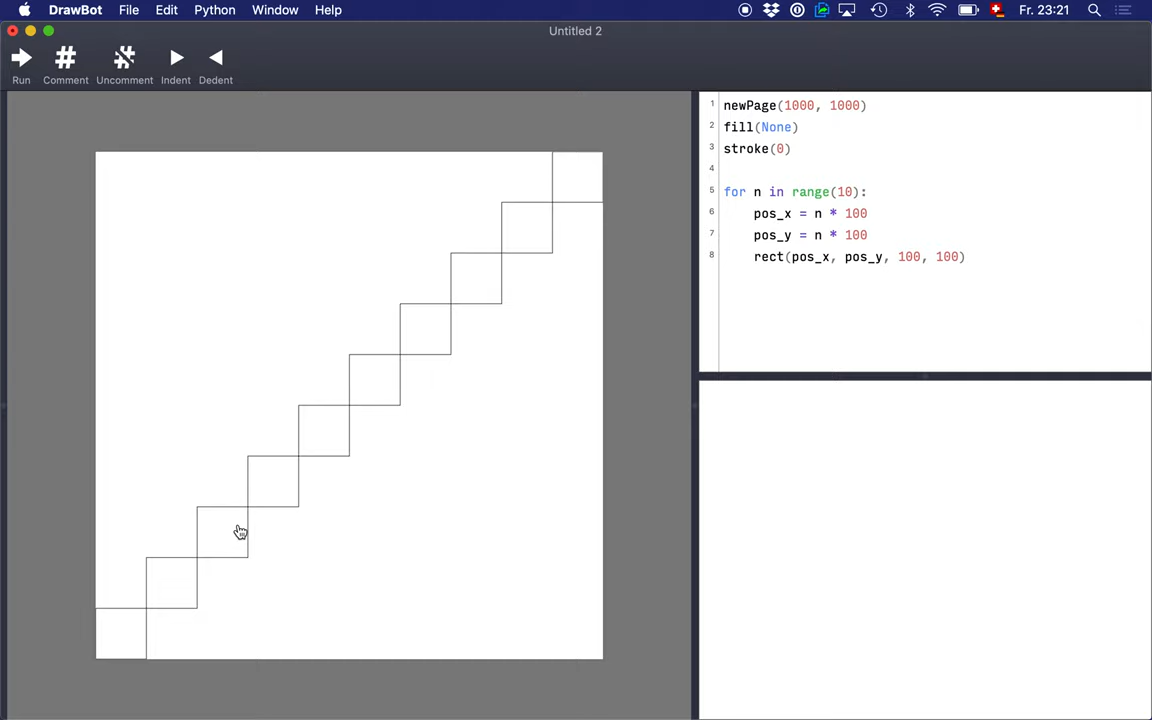 DrawBot File Edit Python Window Help Fr. 23:21
Untitled 2
Run Comment Uncomment Indent Dedent
1 newPage(1000, 1000)
2 fill(None)
3 stroke(0)
4
5 for n in range(10):
6     pos_x = n * 100
7     pos_y = n * 100
8     rect(pos_x, pos_y, 100, 100)